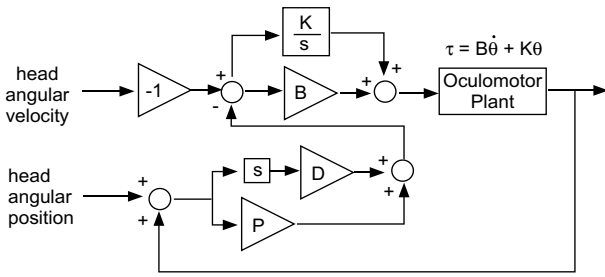 K
s
τ = Bθ̇ + Kθ
head
angular
velocity
-1
+
-
B
+
+
Oculomotor
Plant
head
angular
position
+
+
s
D
P
+
+